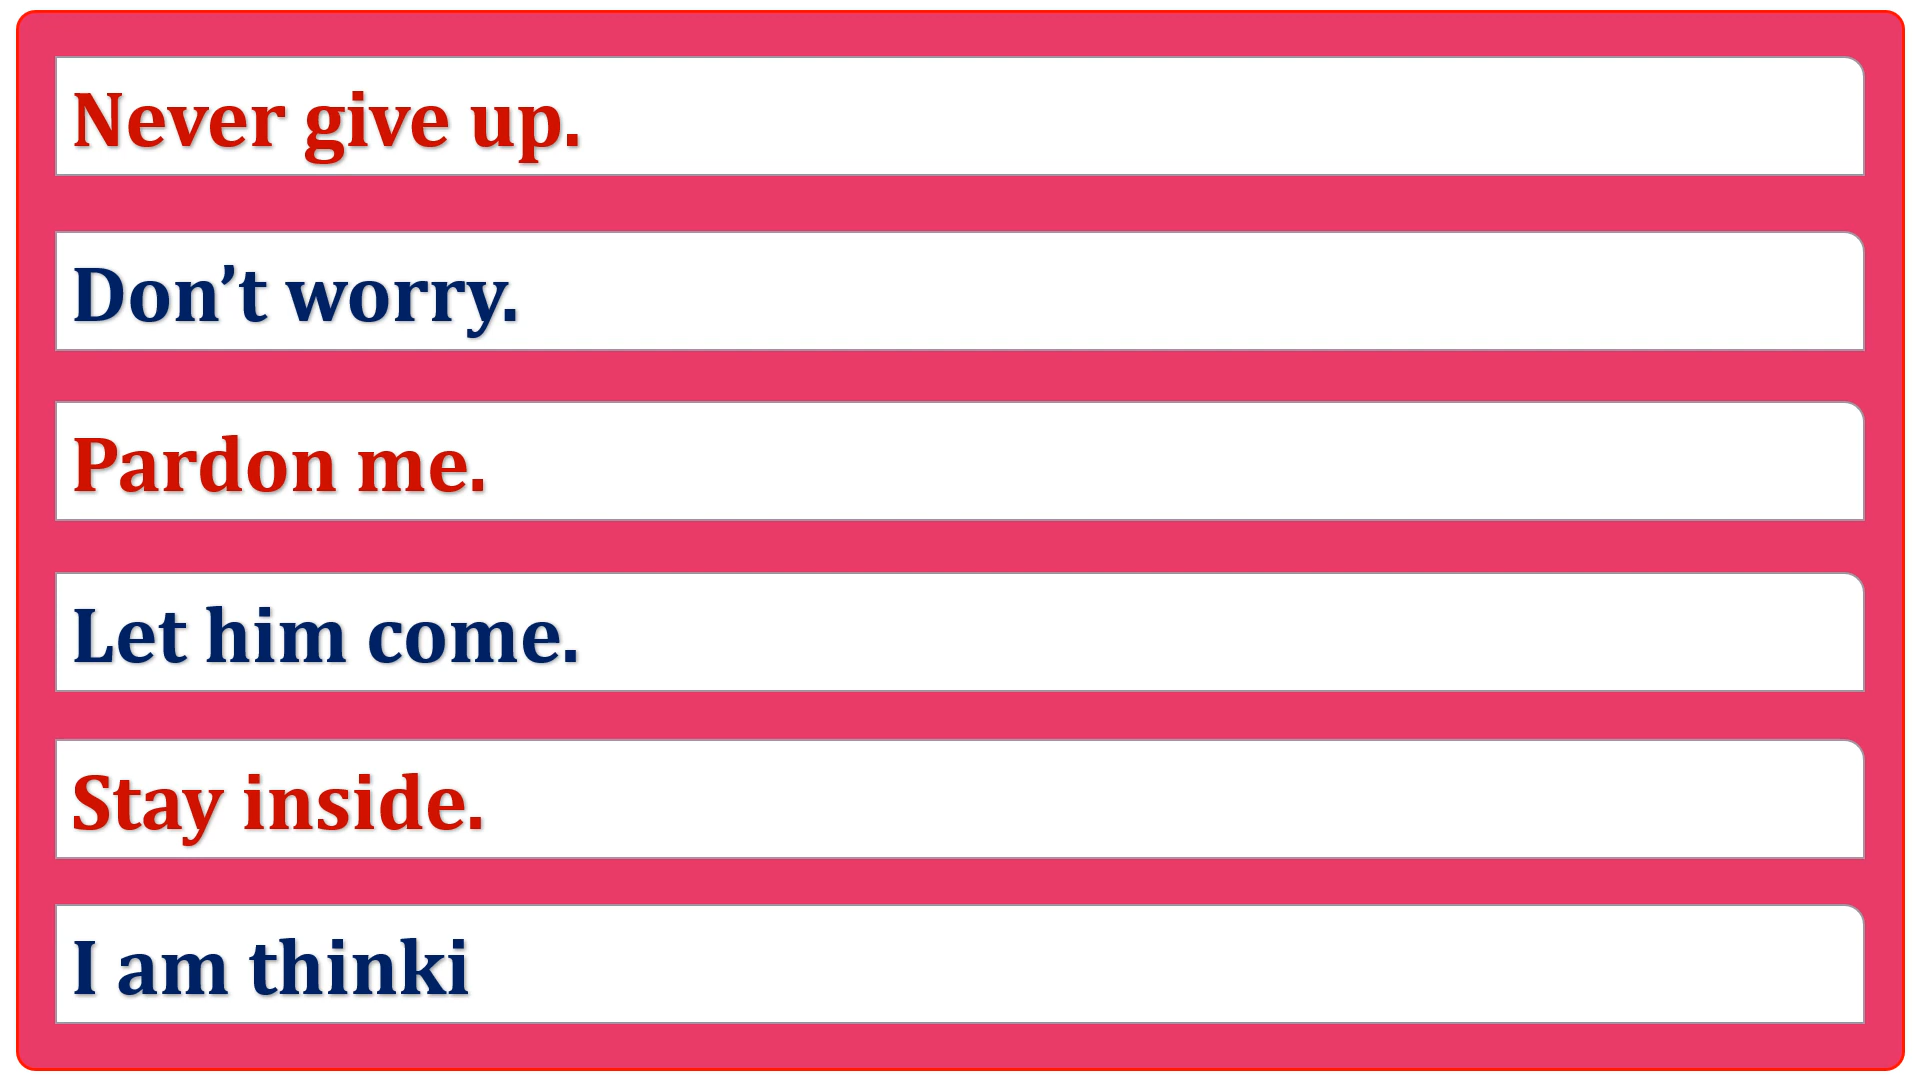 Never give up.
Don’t worry.
Pardon me.
Let him come.
Stay inside.
I am thinki